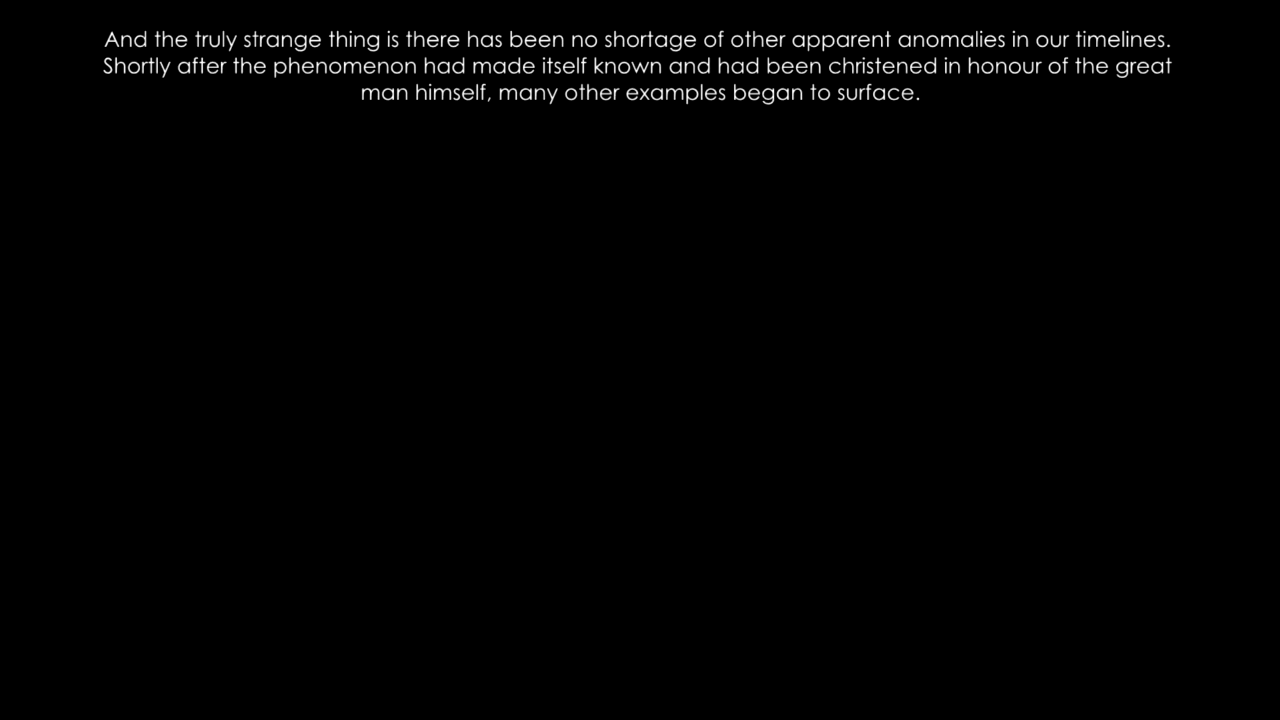 And the truly strange thing is there has been no shortage of other apparent anomalies in our timelines.
Shortly after the phenomenon had made itself known and had been christened in honour of the great
man himself, many other examples began to surface.